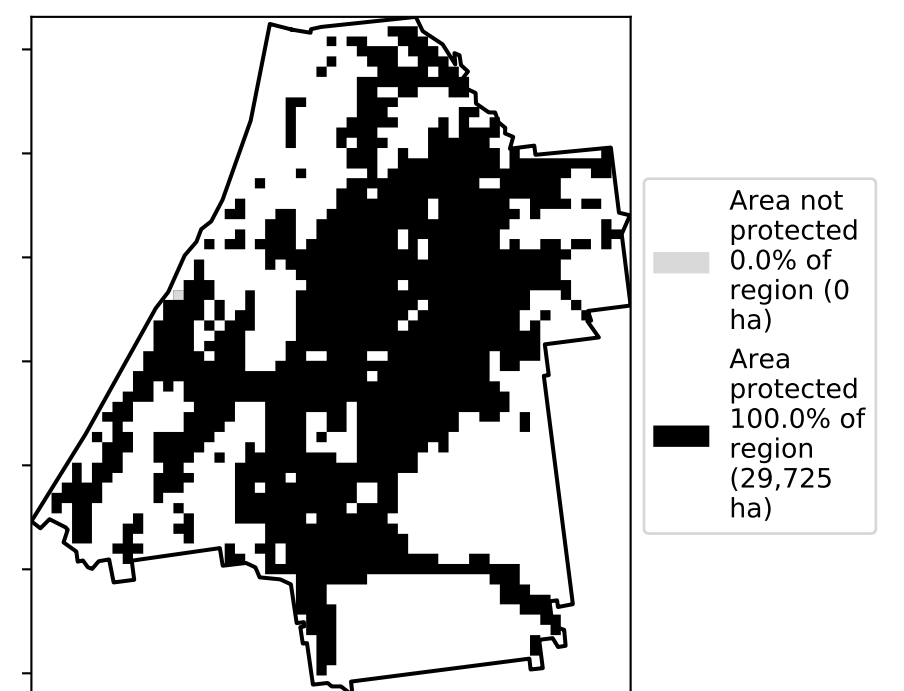 Area not
protected
0.0% of
region (0
ha)
Area
protected
100.0% of
region
(29,725
ha)